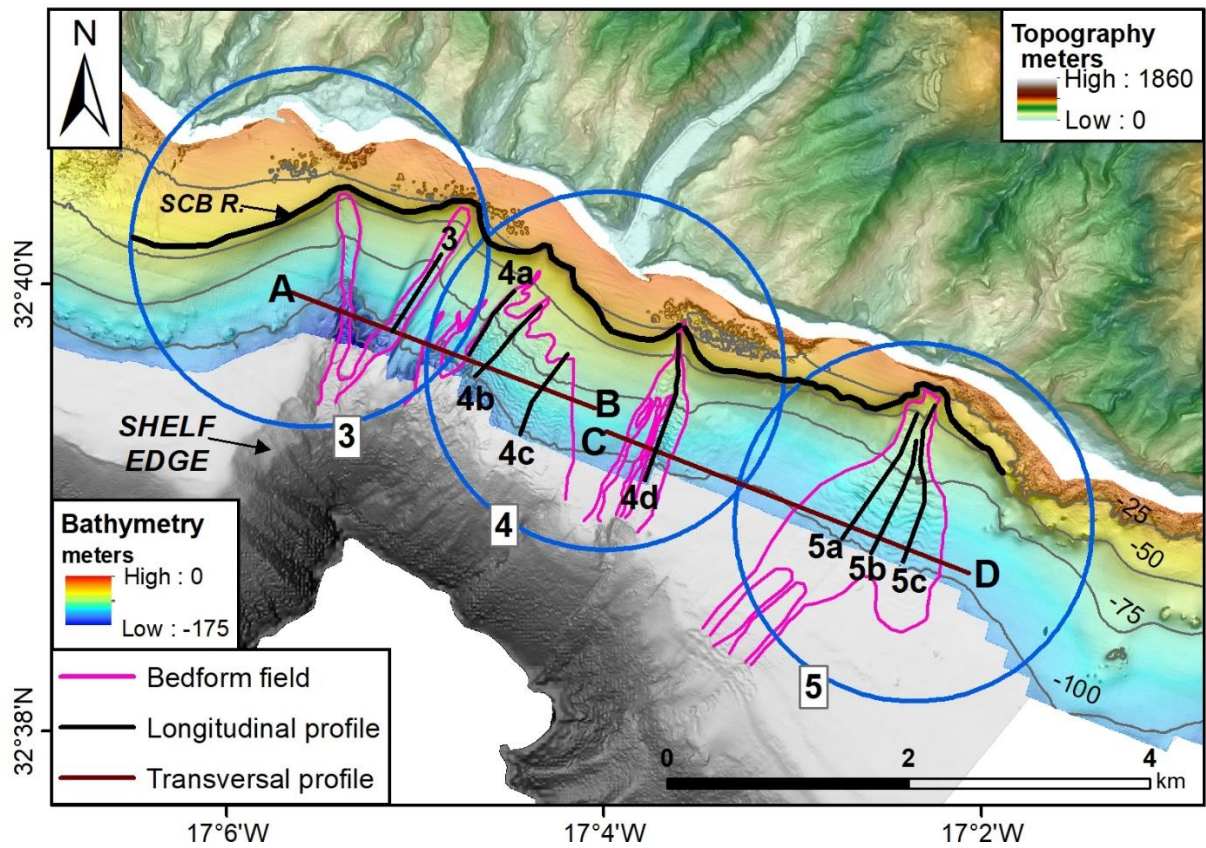 N
Topography
meters
High : 1860
Low : 0
SCB R.
32°40'N
A
3
4a
4b
B
C
4c
4d
SHELF
EDGE
3
4
5a
5b
5c
D
5
-25
-50
-75
-100
Bathymetry
meters
High : 0
Low : -175
Bedform field
Longitudinal profile
Transversal profile
32°38'N
0 2 4
km
17°6'W 17°4'W 17°2'W